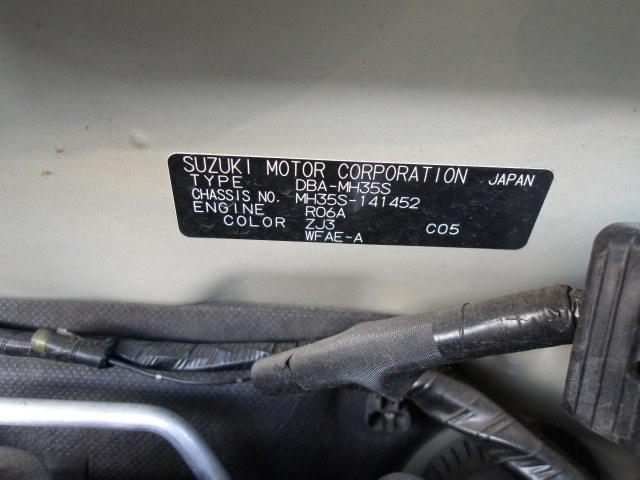 SUZUKI MOTOR CORPORATION JAPAN
TYPE DBA-MH35S
CHASSIS NO. MH35S-141452
ENGINE R06A
COLOR ZJ3 C05
WFAE-A